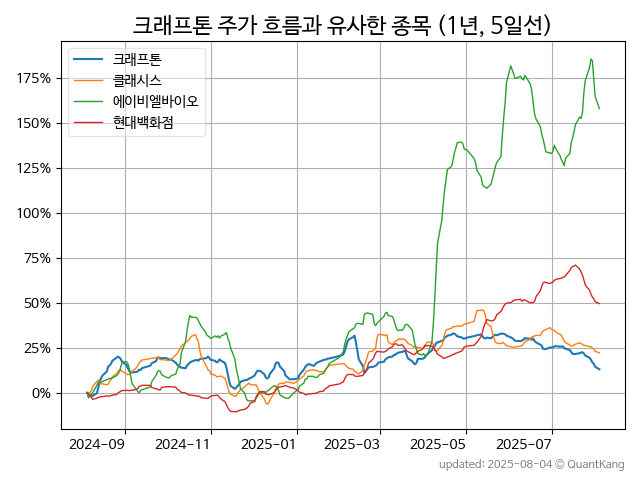 크래프톤 주가 흐름과 유사한 종목 (1년, 5일선)
크래프톤
클래시스
에이비엘바이오
현대백화점
175%
150%
125%
100%
75%
50%
25%
0%
2024-09 2024-11 2025-01 2025-03 2025-05 2025-07
updated: 2025-08-04 © QuantKang